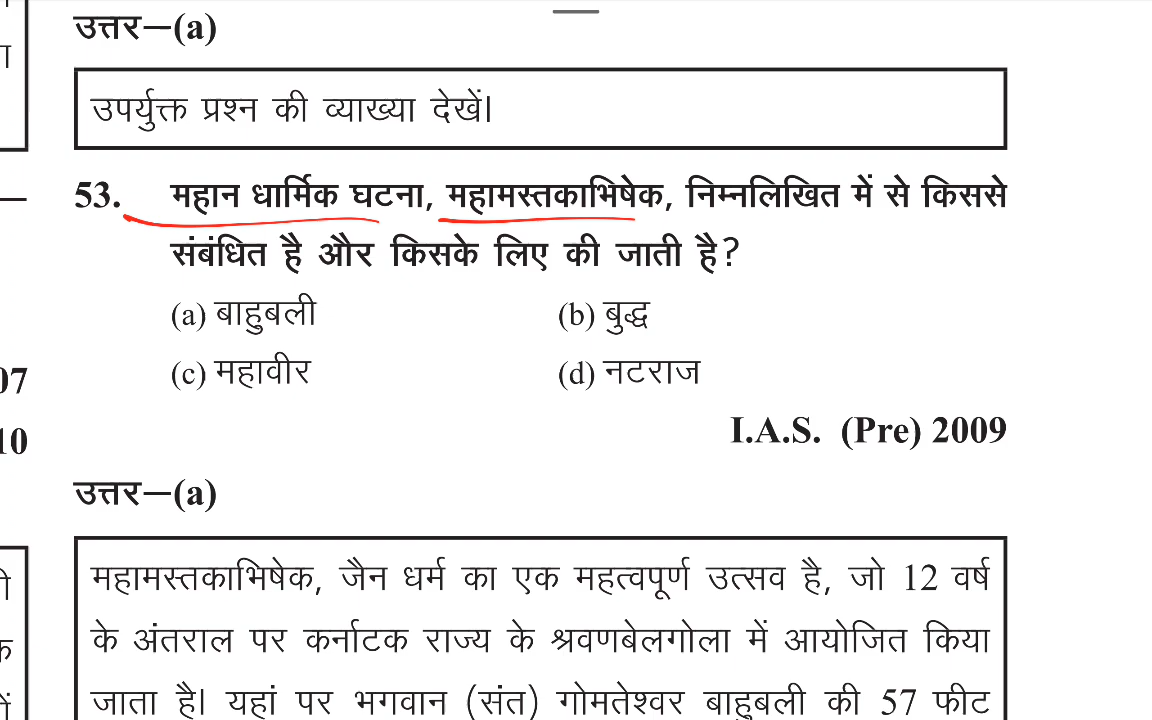 उत्तर—(a)
उपर्युक्त प्रश्न की व्याख्या देखें।
53. महान धार्मिक घटना, महामस्तकाभिषेक, निम्नलिखित में से किससे
संबंधित है और किसके लिए की जाती है?
(a) बाहुबली (b) बुद्ध
(c) महावीर (d) नटराज
07
10
I.A.S. (Pre) 2009
उत्तर—(a)
महामस्तकाभिषेक, जैन धर्म का एक महत्वपूर्ण उत्सव है, जो 12 वर्ष
के अंतराल पर कर्नाटक राज्य के श्रवणबेलगोला में आयोजित किया
जाता है। यहां पर भगवान (संत) गोमतेश्वर बाहुबली की 57 फीट